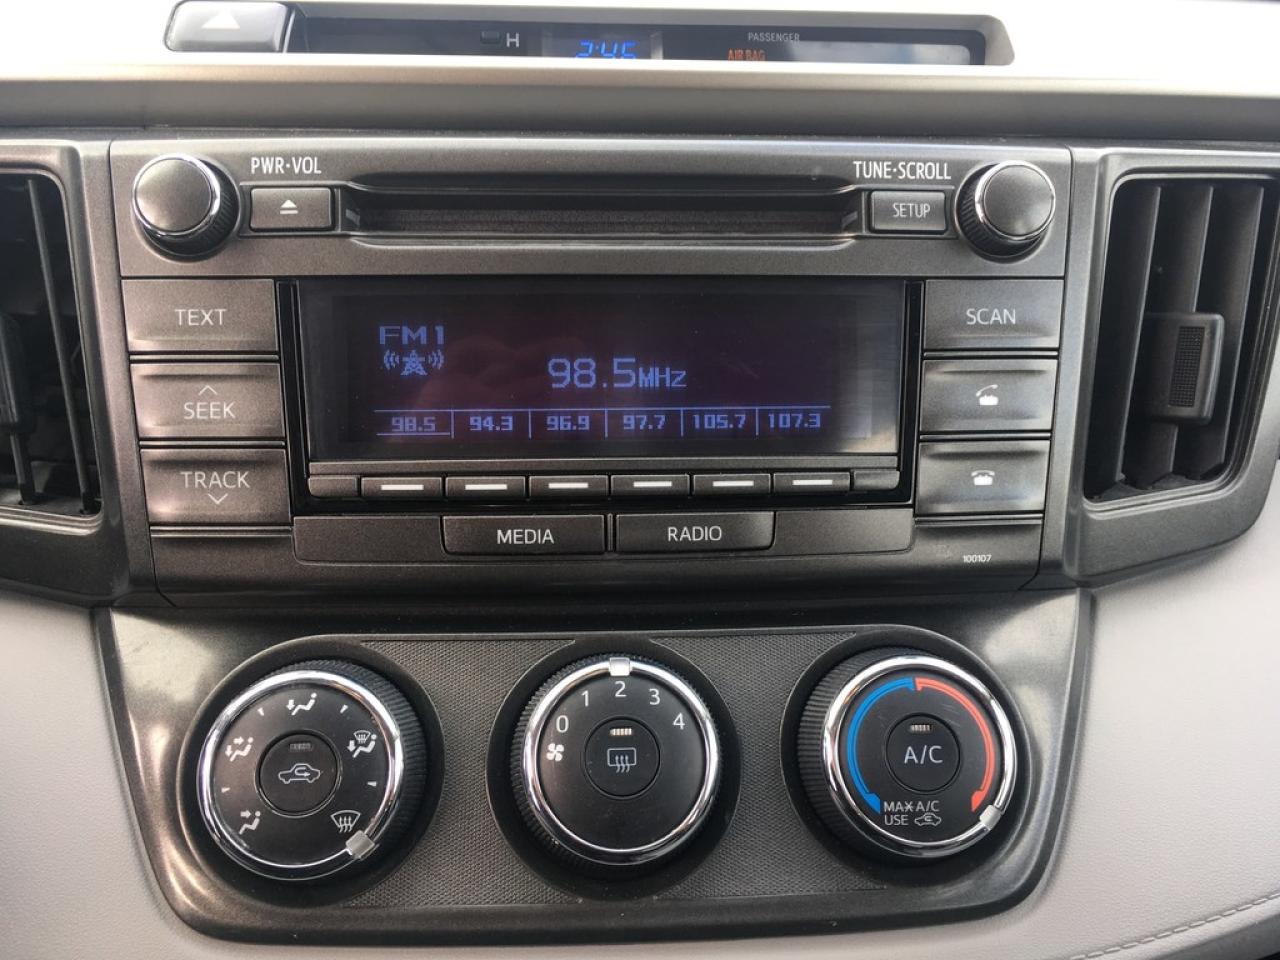 H
2:45
PASSENGER
AIR BAG
PWR·VOL
TUNE·SCROLL
SETUP
TEXT
SCAN
FM1
98.5MHz
SEEK
98.5 94.3 96.9 97.7 105.7 107.3
TRACK
MEDIA
RADIO
100107
0 1 2 3 4
A/C
MAX A/C
USE